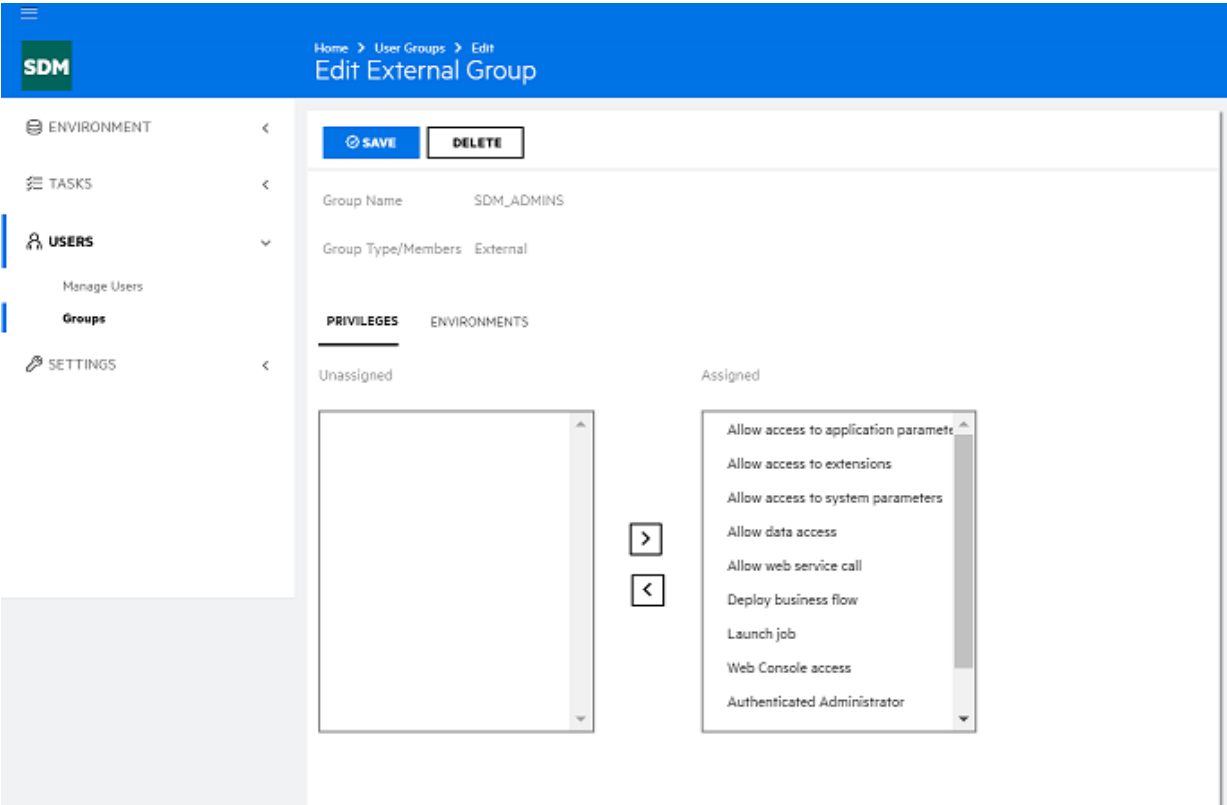 SDM
Home > User Groups > Edit
Edit External Group
ENVIRONMENT
TASKS
USERS
Manage Users
Groups
SETTINGS
SAVE
DELETE
Group Name SDM_ADMINS
Group Type/Members External
PRIVILEGES ENVIRONMENTS
Unassigned
Assigned
Allow access to application paramete
Allow access to extensions
Allow access to system parameters
Allow data access
Allow web service call
Deploy business flow
Launch job
Web Console access
Authenticated Administrator